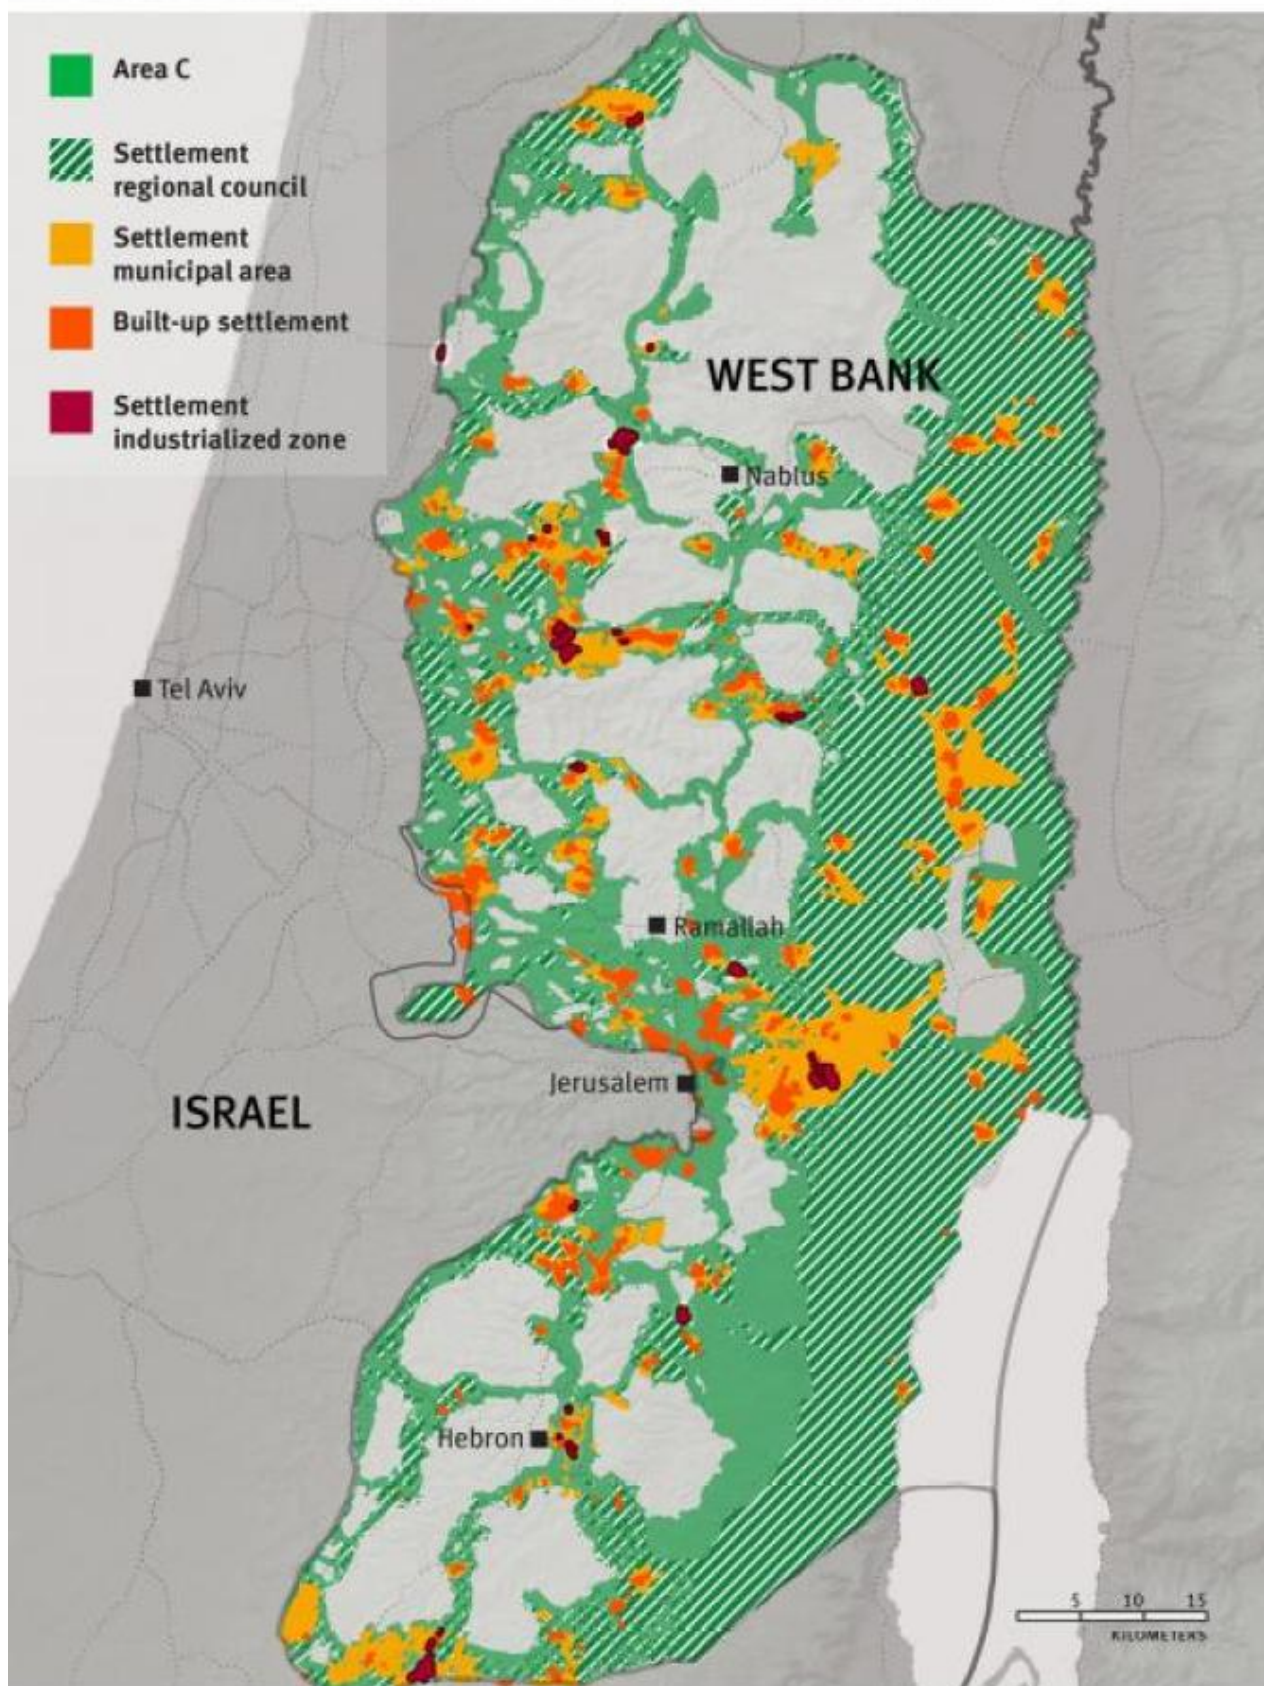 Area C
Settlement
regional council
Settlement
municipal area
Built-up settlement
Settlement
industrialized zone
WEST BANK
Nablus
Tel Aviv
Ramallah
Jerusalem
ISRAEL
Hebron
5 10 15
KILOMETERS